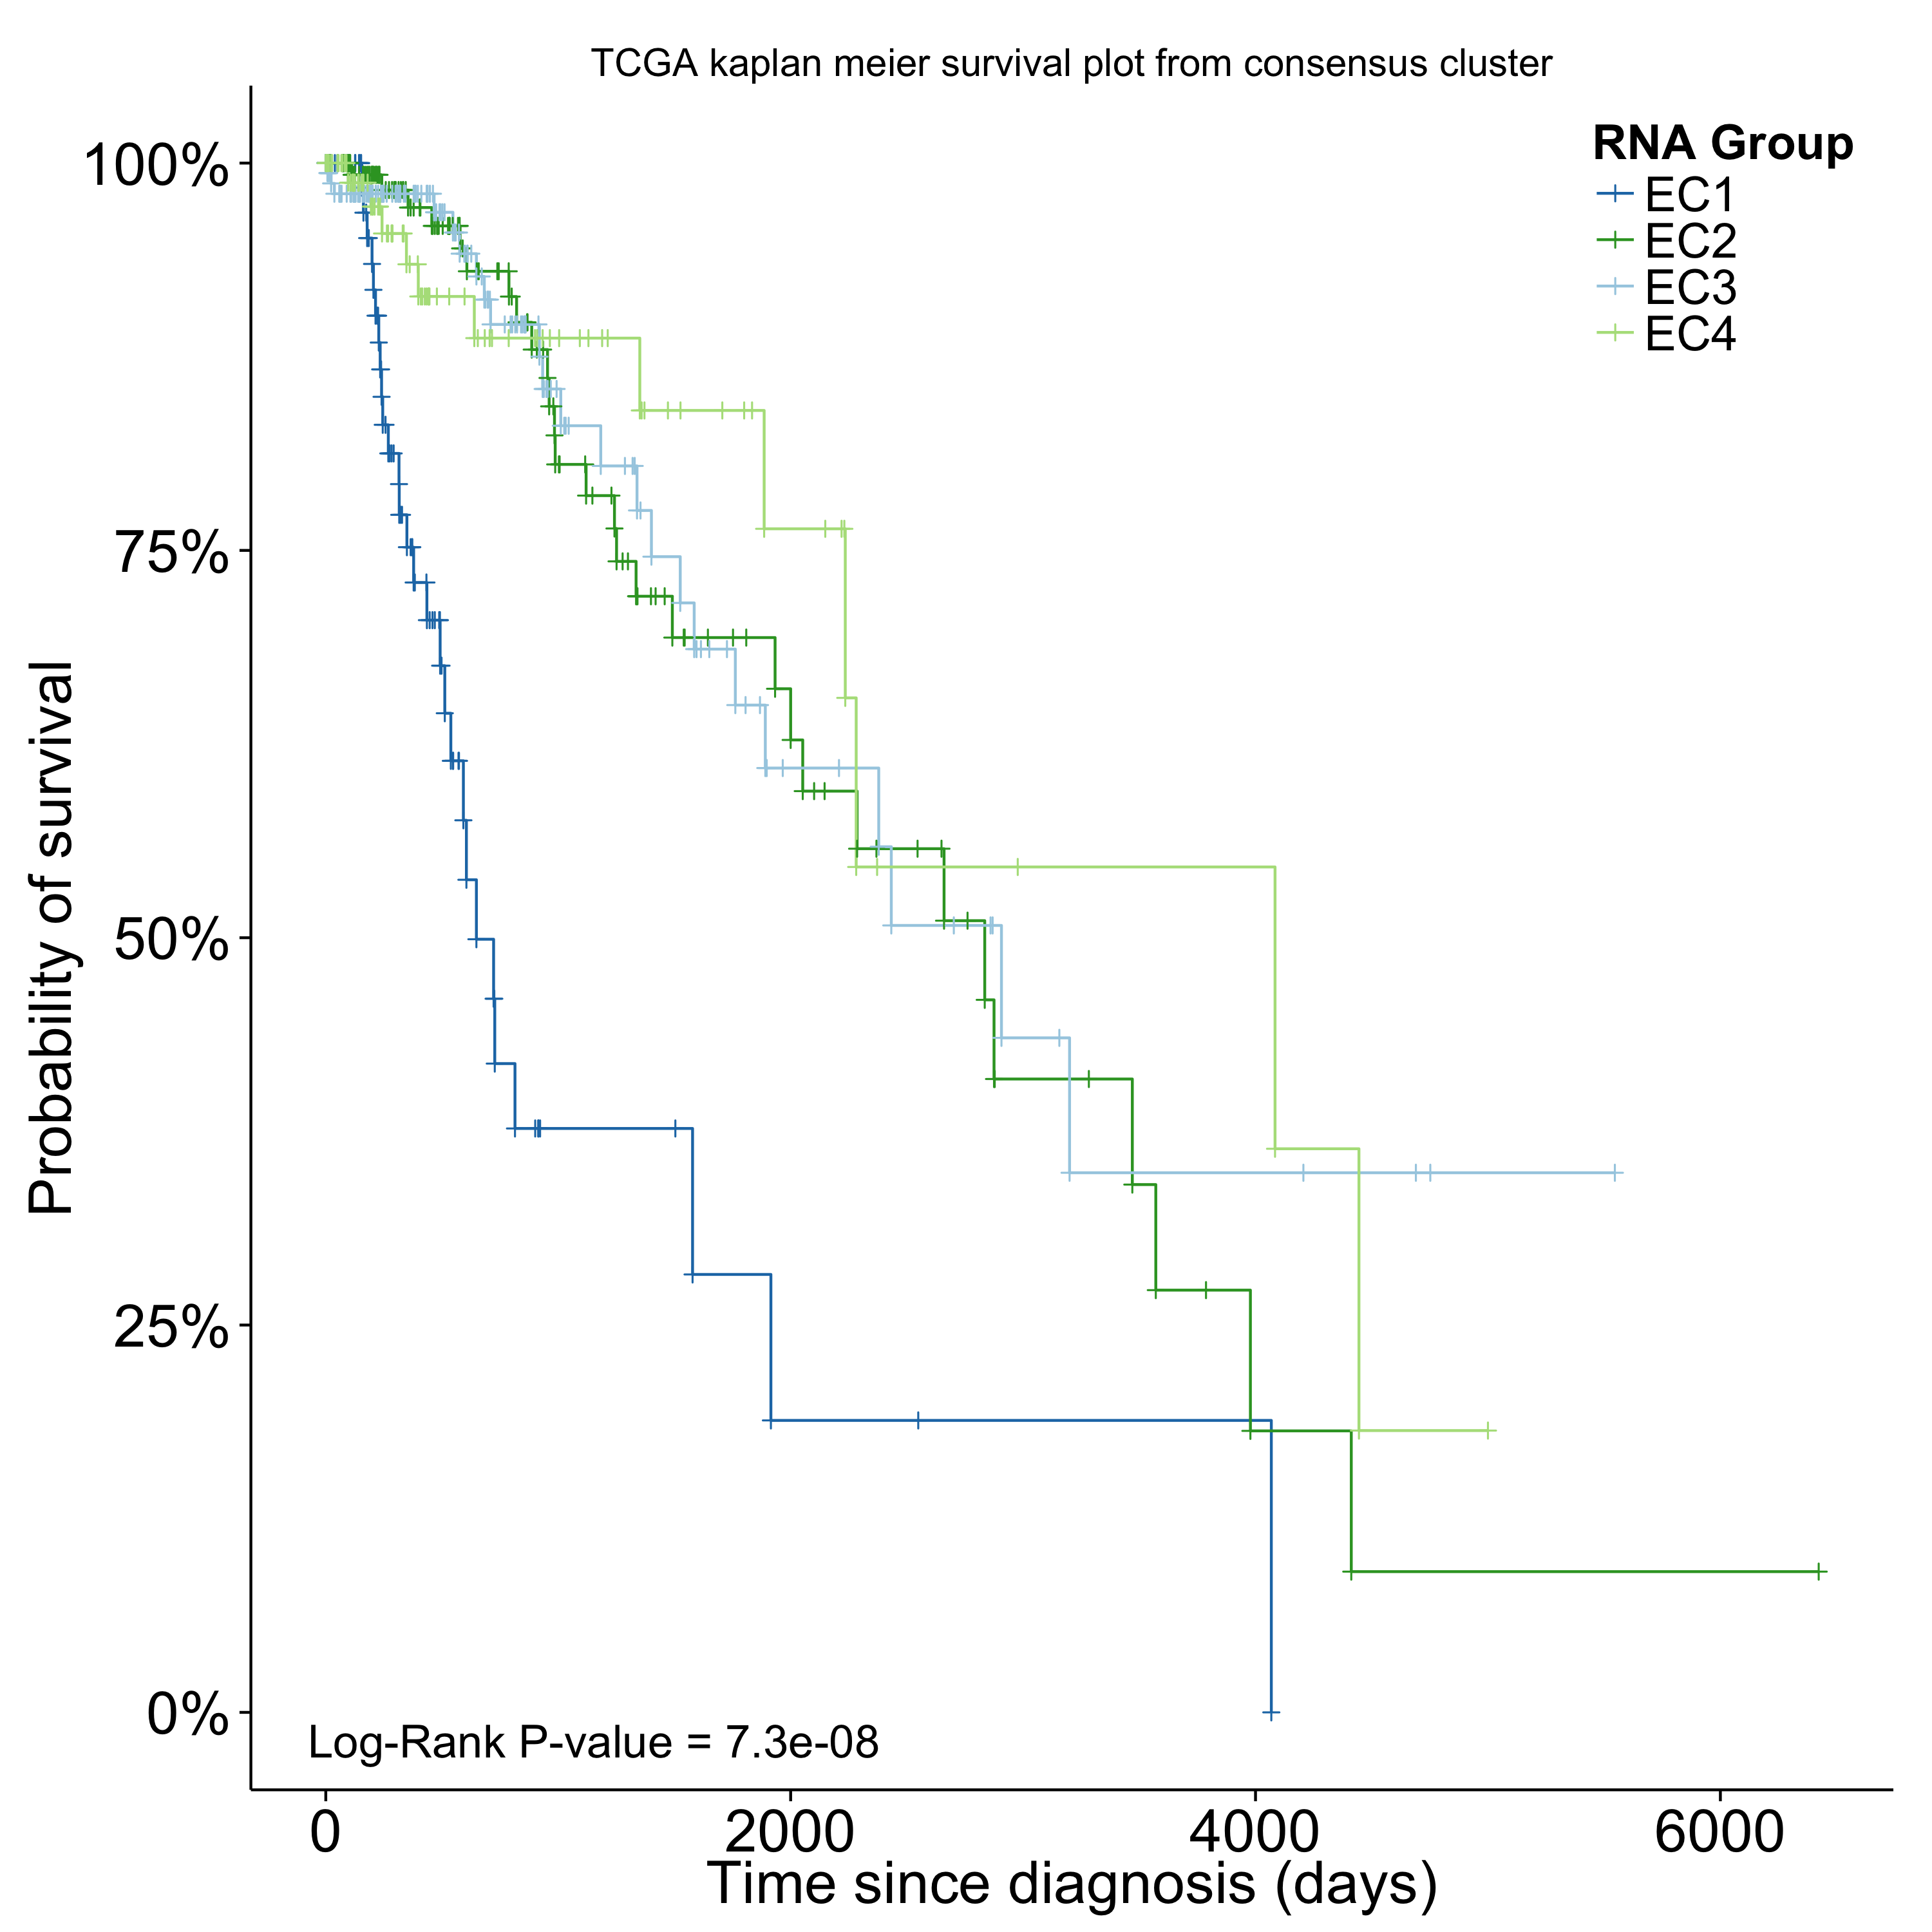 TCGA kaplan meier survival plot from consensus cluster
RNA Group
EC1
EC2
EC3
EC4
100%
75%
50%
25%
0%
Probability of survival
Log-Rank P-value = 7.3e-08
0 2000 4000 6000
Time since diagnosis (days)